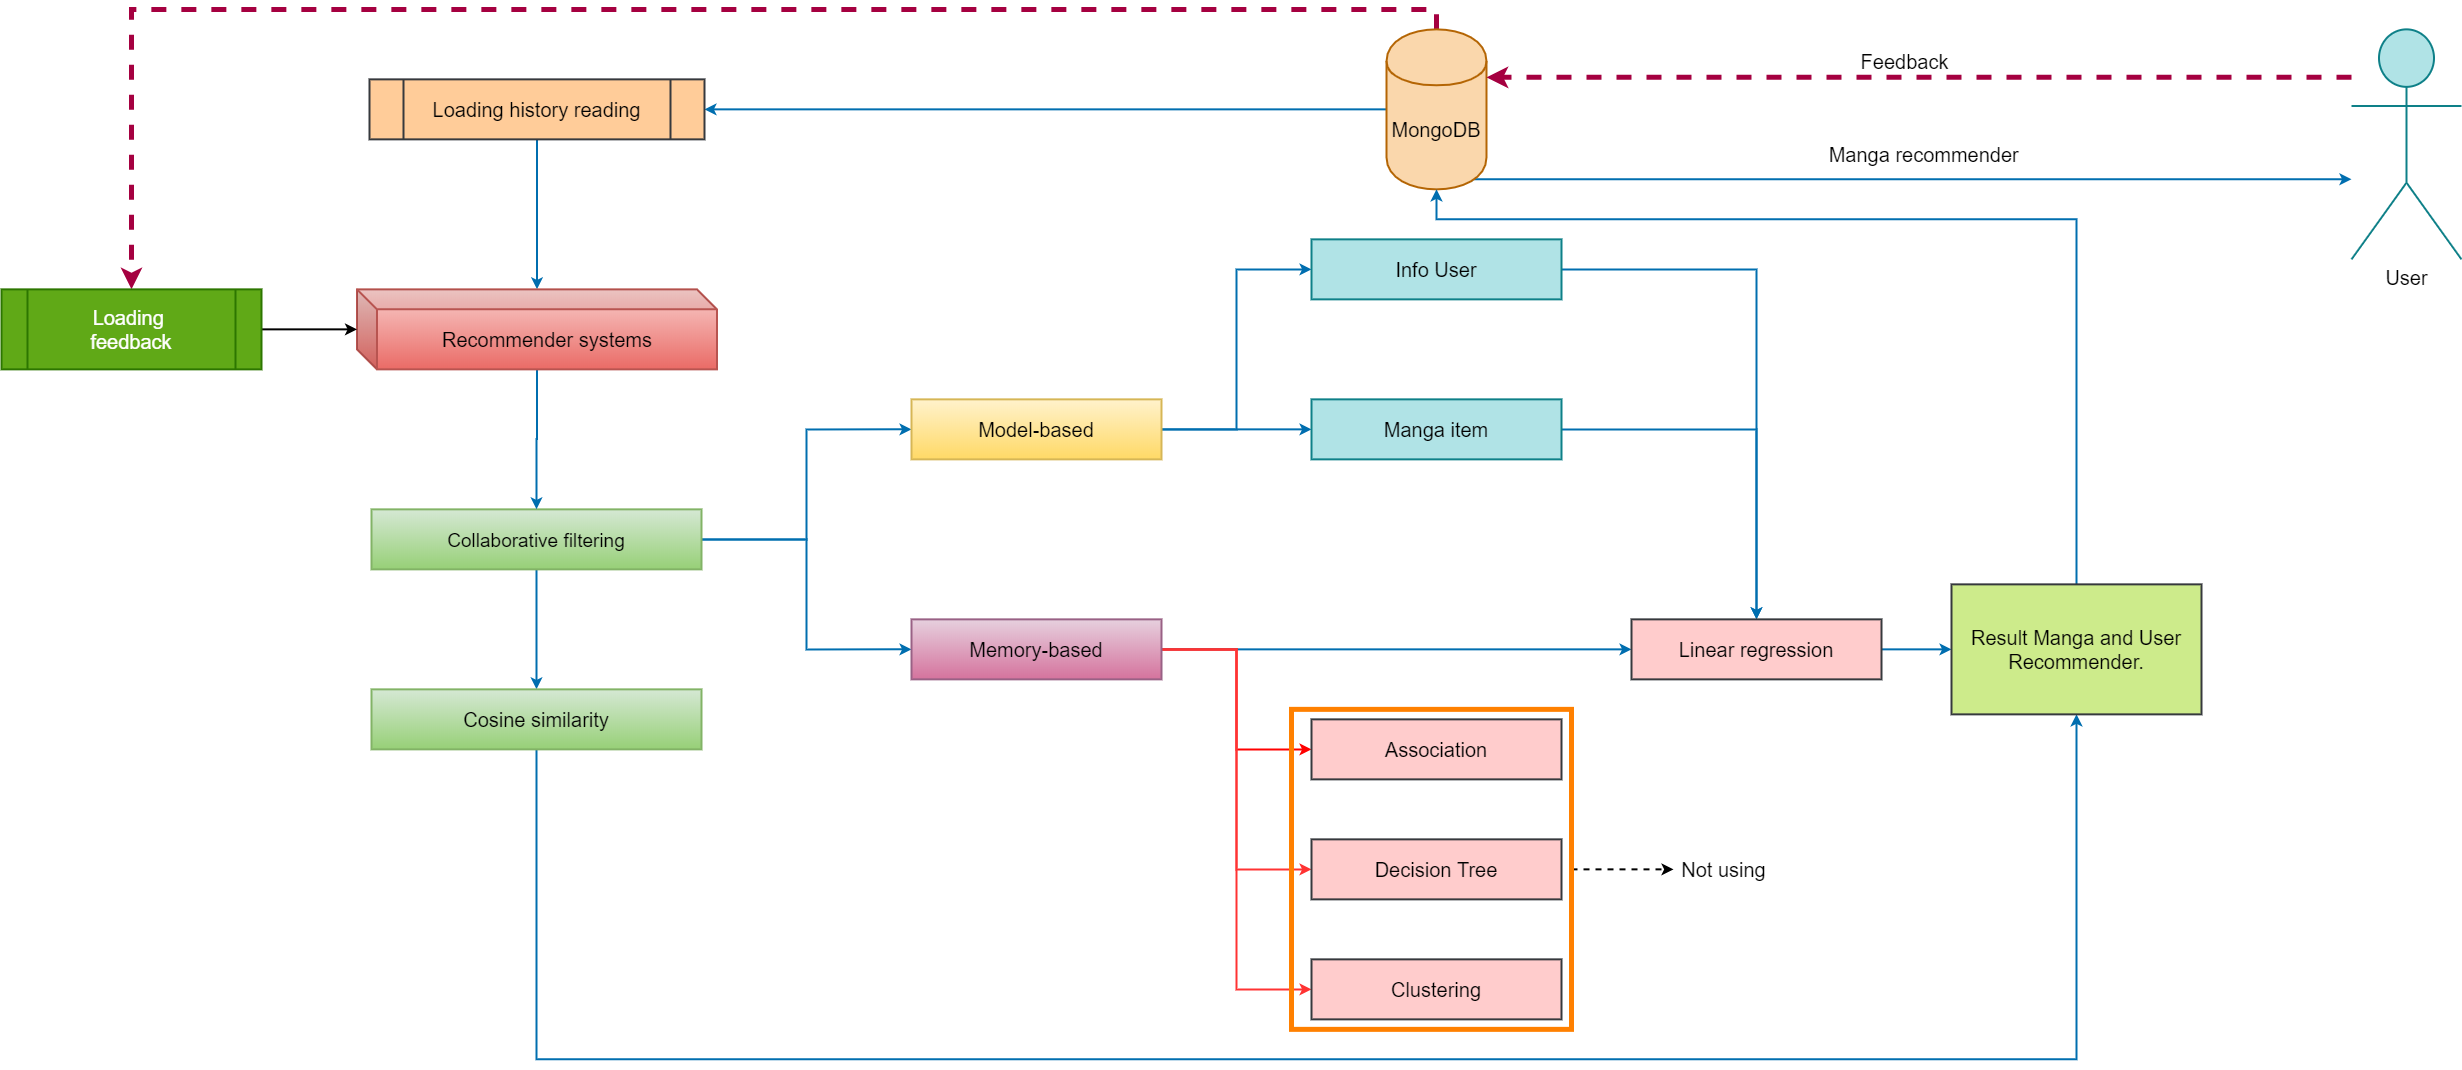 Feedback
Loading history reading
MongoDB
Manga recommender
Info User
User
Loading
feedback
Recommender systems
Model-based
Manga item
Collaborative filtering
Memory-based
Linear regression
Result Manga and User
Recommender.
Cosine similarity
Association
Decision Tree
Not using
Clustering